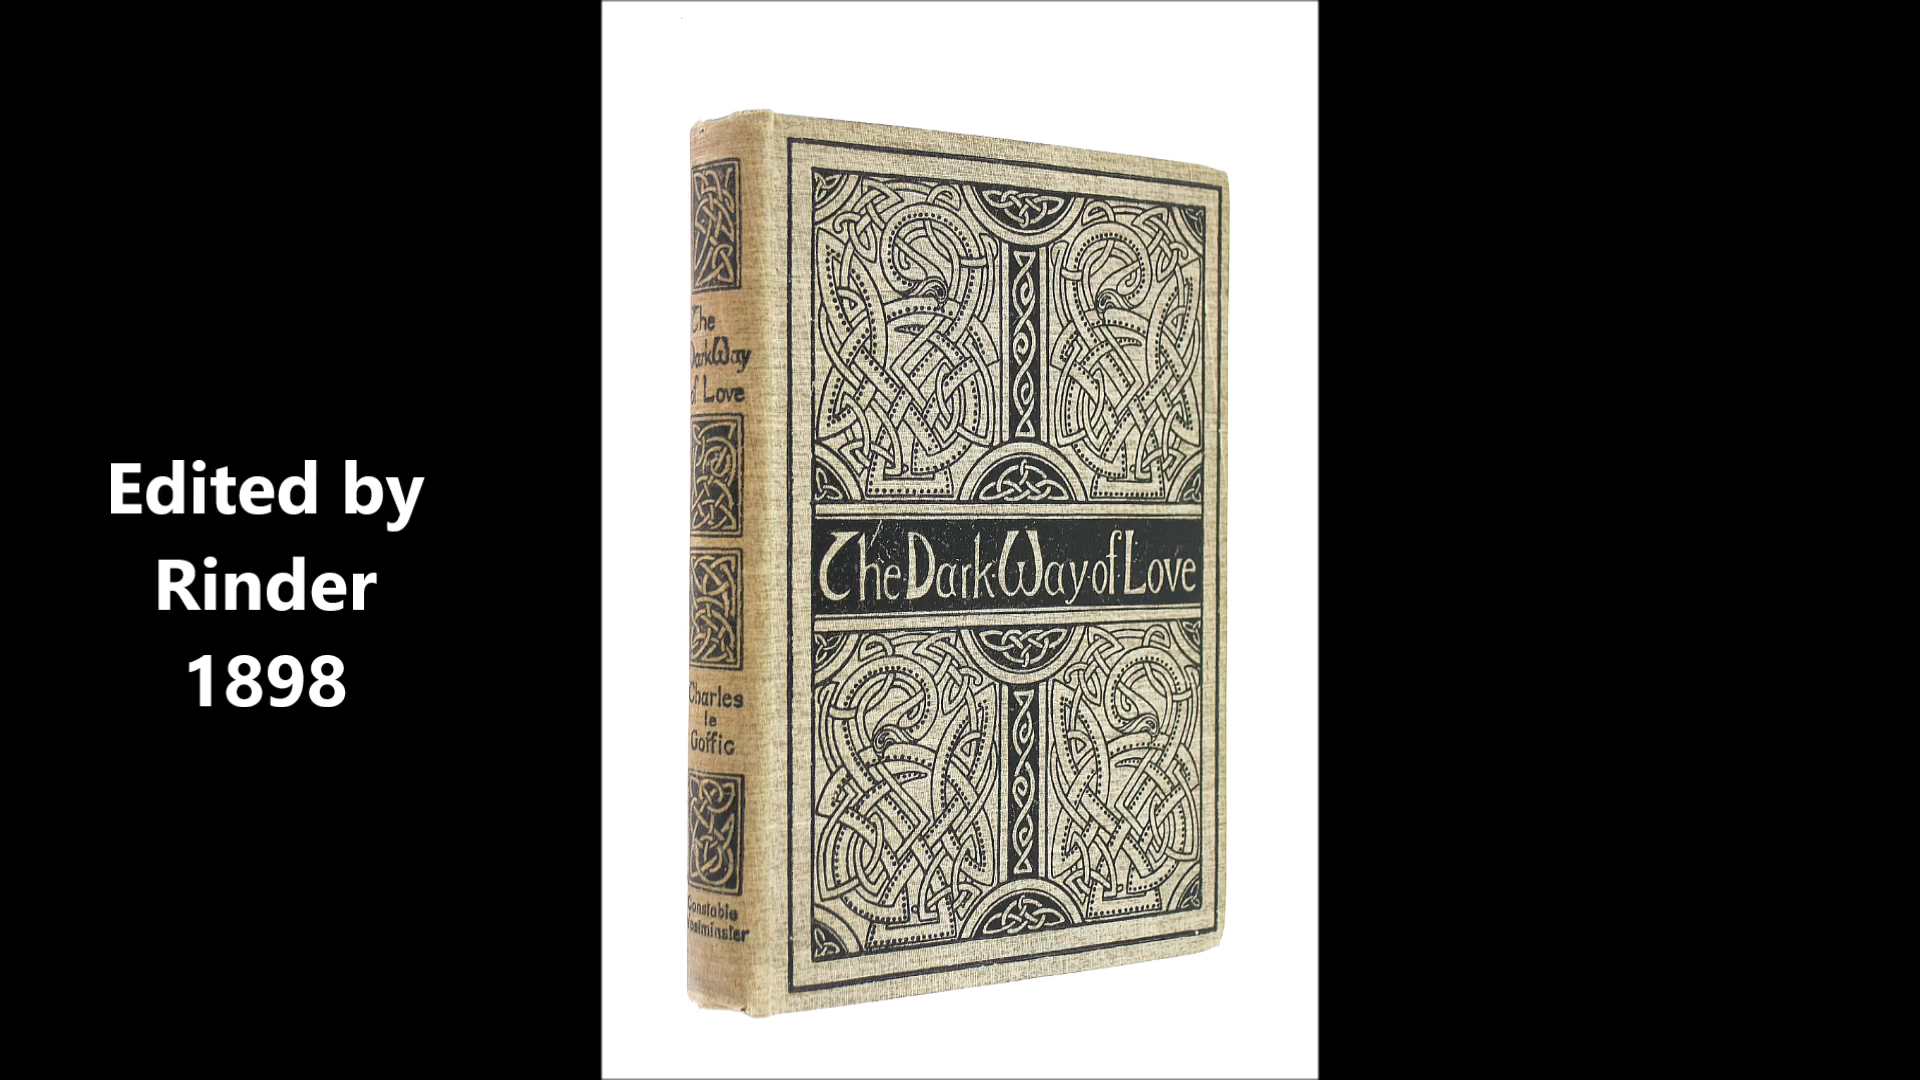 Edited by
Rinder
1898
The
Dark Way
of Love
Charles
le
Goffic
Constable
Westminster
The·Dark·Way·of·Love